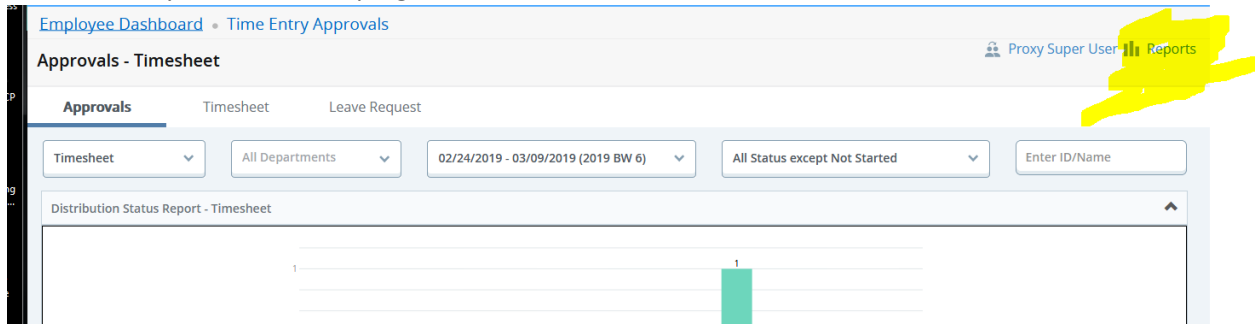 Employee Dashboard • Time Entry Approvals
Approvals - Timesheet
Proxy Super User Reports
Approvals Timesheet Leave Request
Timesheet All Departments 02/24/2019 - 03/09/2019 (2019 BW 6) All Status except Not Started Enter ID/Name
Distribution Status Report - Timesheet
1
1